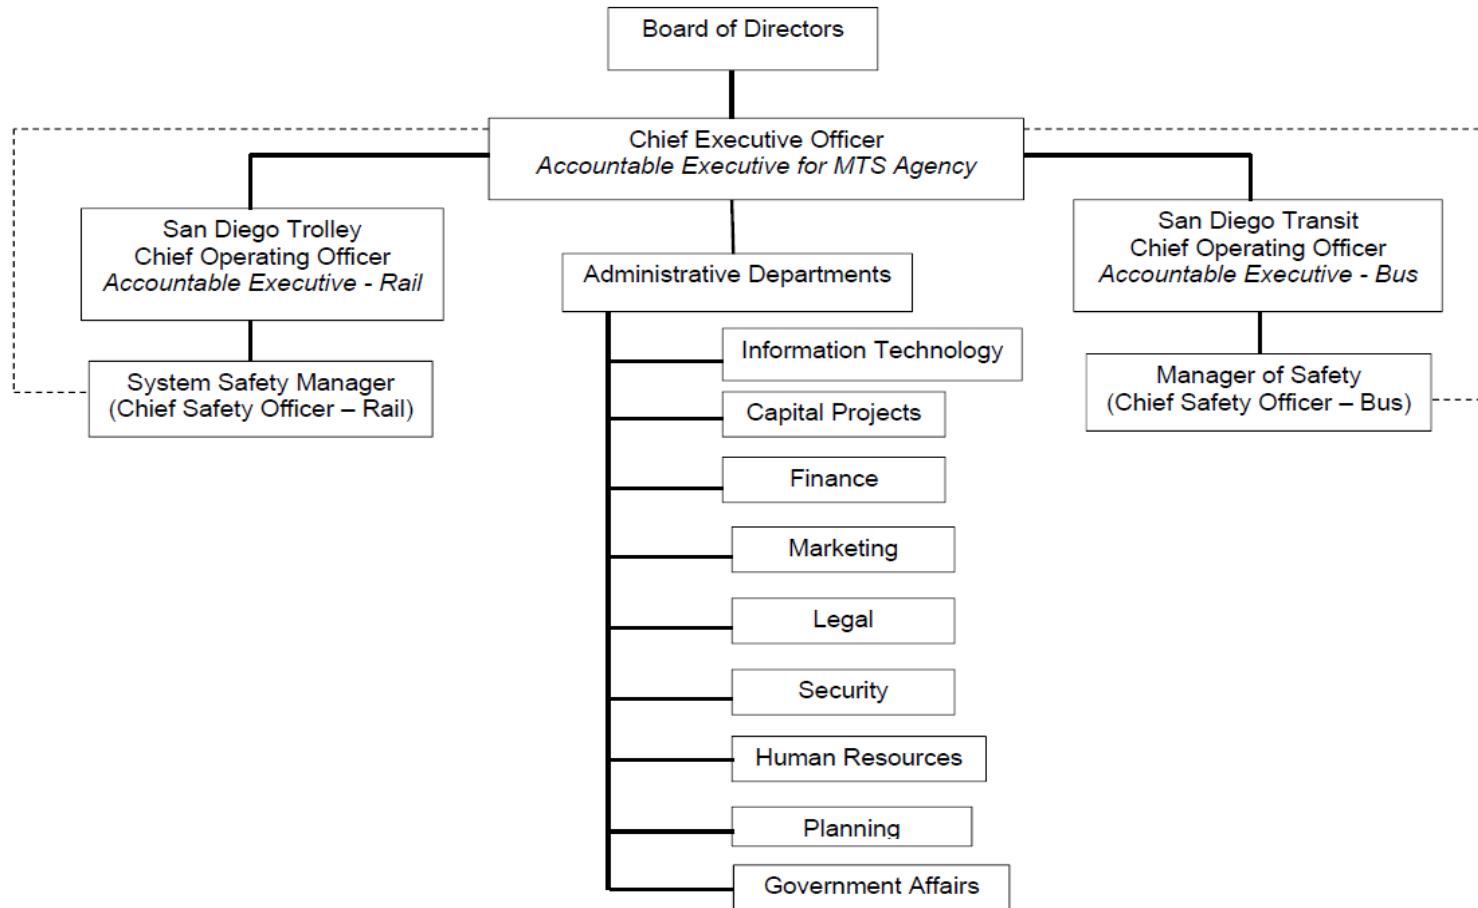 Board of Directors
Chief Executive Officer
Accountable Executive for MTS Agency
San Diego Trolley
Chief Operating Officer
Accountable Executive - Rail
System Safety Manager
(Chief Safety Officer – Rail)
Administrative Departments
Information Technology
Capital Projects
Finance
Marketing
Legal
Security
Human Resources
Planning
Government Affairs
San Diego Transit
Chief Operating Officer
Accountable Executive - Bus
Manager of Safety
(Chief Safety Officer – Bus)